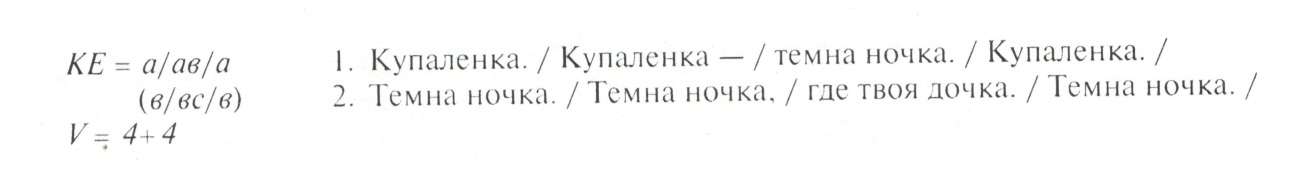 KE = а/ав/а 1. Купаленка. / Купаленка — / темна ночка. / Купаленка. /
(в/вс/в) 2. Темна ночка. / Темна ночка, / где твоя дочка. / Темна ночка. /
V = 4+4